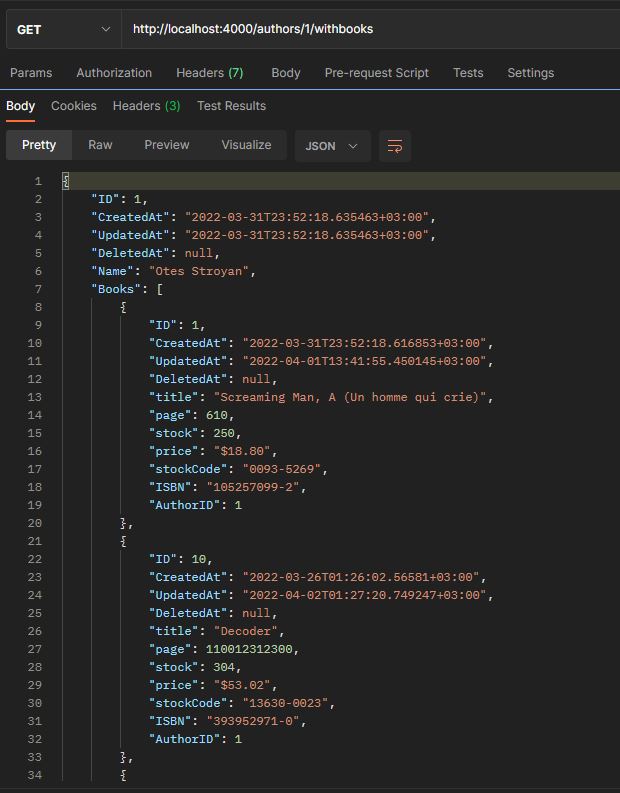 GET http://localhost:4000/authors/1/withbooks
Params Authorization Headers (7) Body Pre-request Script Tests Settings
Body Cookies Headers (3) Test Results
Pretty Raw Preview Visualize JSON
1 {
2 "ID": 1,
3 "CreatedAt": "2022-03-31T23:52:18.635463+03:00",
4 "UpdatedAt": "2022-03-31T23:52:18.635463+03:00",
5 "DeletedAt": null,
6 "Name": "Otes Stroyan",
7 "Books": [
8 {
9 "ID": 1,
10 "CreatedAt": "2022-03-31T23:52:18.616853+03:00",
11 "UpdatedAt": "2022-04-01T13:41:55.450145+03:00",
12 "DeletedAt": null,
13 "title": "Screaming Man, A (Un homme qui crie)",
14 "page": 610,
15 "stock": 250,
16 "price": "$18.80",
17 "stockCode": "0093-5269",
18 "ISBN": "105257099-2",
19 "AuthorID": 1
20 },
21 {
22 "ID": 10,
23 "CreatedAt": "2022-03-26T01:26:02.56581+03:00",
24 "UpdatedAt": "2022-04-02T01:27:20.749247+03:00",
25 "DeletedAt": null,
26 "title": "Decoder",
27 "page": 110012312300,
28 "stock": 304,
29 "price": "$53.02",
30 "stockCode": "13630-0023",
31 "ISBN": "393952971-0",
32 "AuthorID": 1
33 },
34 {